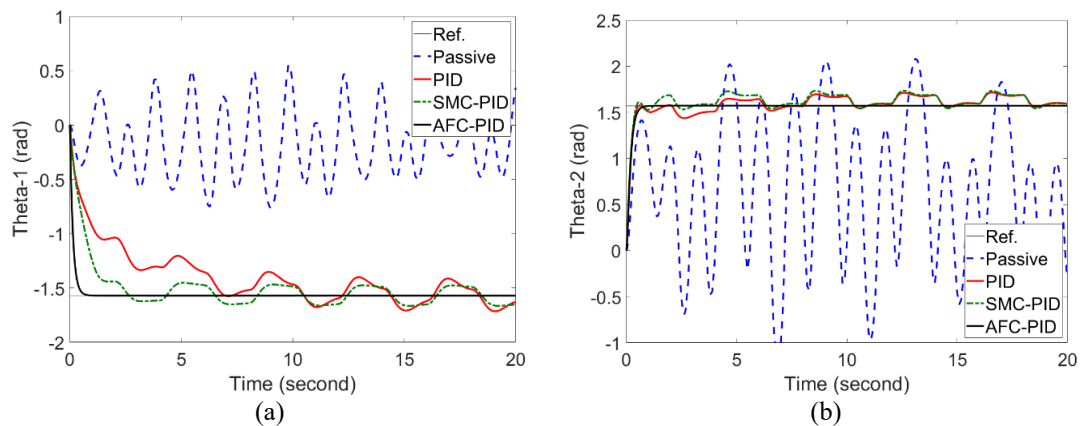 1
0.5
0
-0.5
-1
-1.5
-2
Theta-1 (rad)
0 5 10 15 20
Time (second)
Ref.
Passive
PID
SMC-PID
AFC-PID
(a)
2.5
2
1.5
1
0.5
0
-0.5
-1
Theta-2 (rad)
0 5 10 15 20
Time (second)
Ref.
Passive
PID
SMC-PID
AFC-PID
(b)